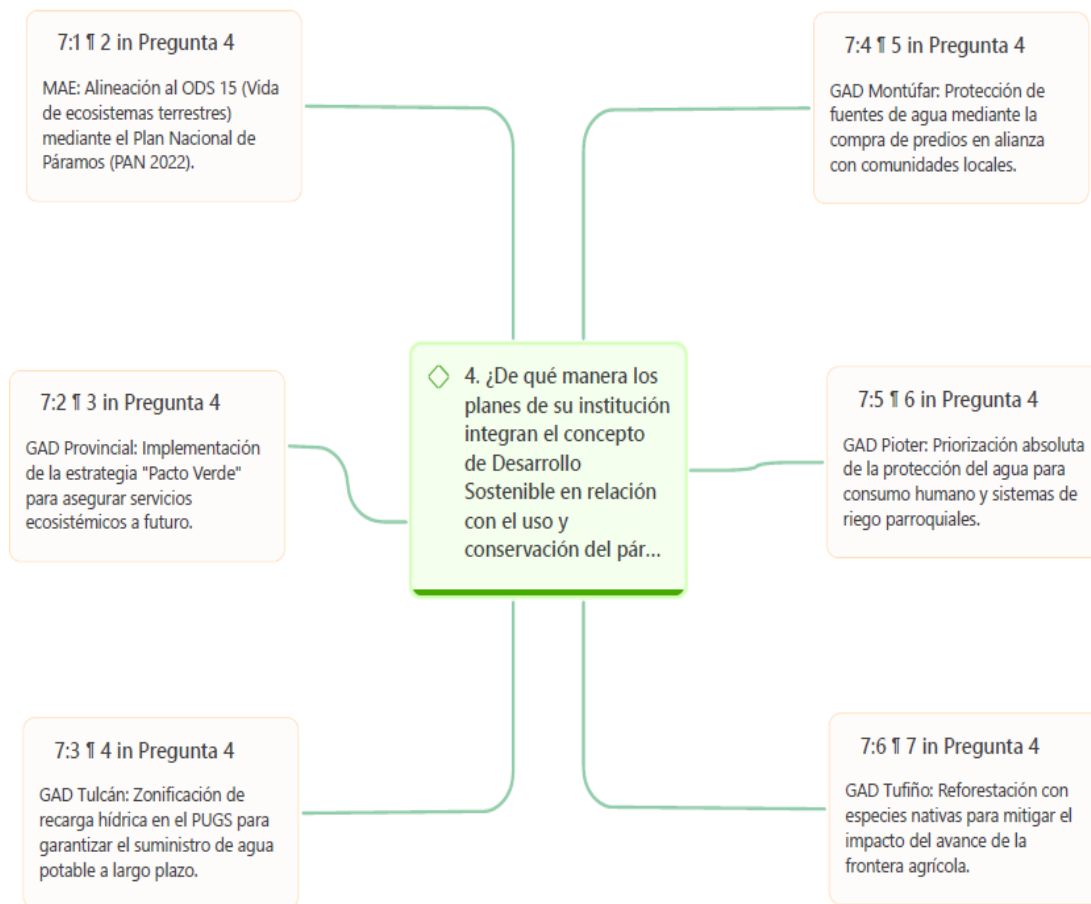 7:1 ¶ 2 in Pregunta 4
MAE: Alineación al ODS 15 (Vida
de ecosistemas terrestres)
mediante el Plan Nacional de
Páramos (PAN 2022).
7:4 ¶ 5 in Pregunta 4
GAD Montúfar: Protección de
fuentes de agua mediante la
compra de predios en alianza
con comunidades locales.
7:2 ¶ 3 in Pregunta 4
GAD Provincial: Implementación
de la estrategia "Pacto Verde"
para asegurar servicios
ecosistémicos a futuro.
4. ¿De qué manera los
planes de su institución
integran el concepto
de Desarrollo
Sostenible en relación
con el uso y
conservación del pár...
7:5 ¶ 6 in Pregunta 4
GAD Pioter: Priorización absoluta
de la protección del agua para
consumo humano y sistemas de
riego parroquiales.
7:3 ¶ 4 in Pregunta 4
GAD Tulcán: Zonificación de
recarga hídrica en el PUGS para
garantizar el suministro de agua
potable a largo plazo.
7:6 ¶ 7 in Pregunta 4
GAD Tufiño: Reforestación con
especies nativas para mitigar el
impacto del avance de la
frontera agrícola.